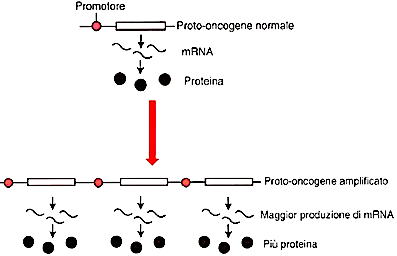 Promotore
Proto-oncogene normale
mRNA
Proteina
Proto-oncogene amplificato
Maggior produzione di mRNA
Più proteina